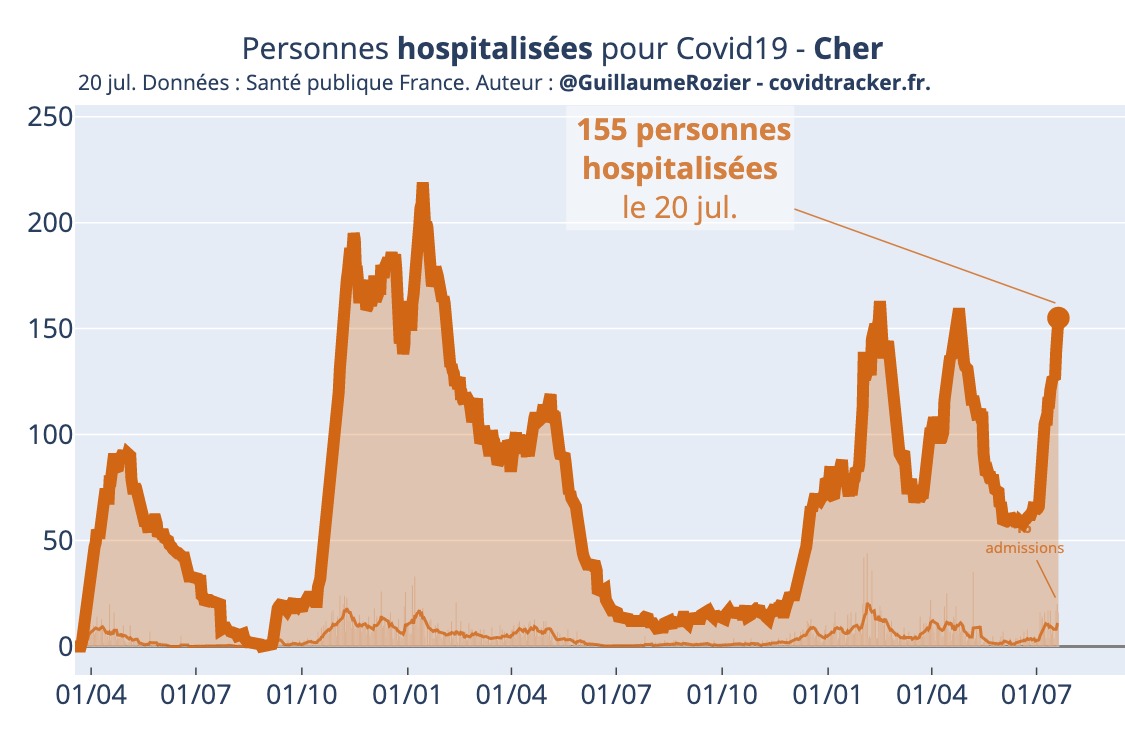 Personnes hospitalisées pour Covid19 - Cher
20 jul. Données : Santé publique France. Auteur : @GuillaumeRozier - covidtracker.fr.
250
155 personnes
hospitalisées
le 20 jul.
200
150
100
50
admissions
0
01/04 01/07 01/10 01/01 01/04 01/07 01/10 01/01 01/04 01/07